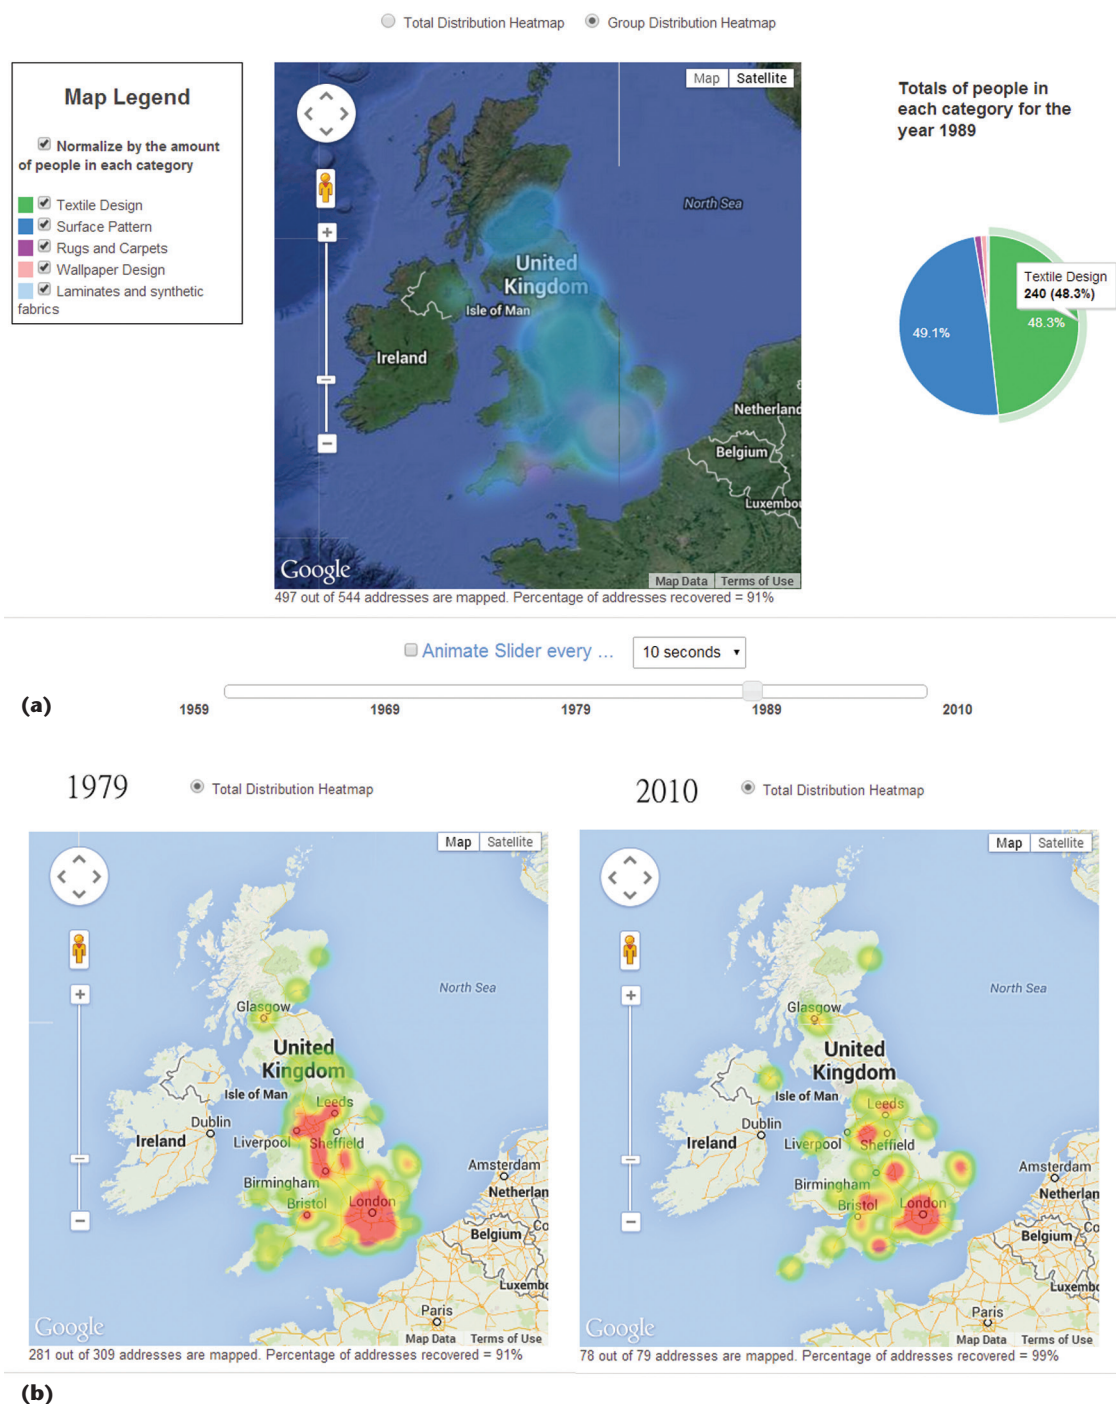 Total Distribution Heatmap Group Distribution Heatmap
Map Legend
Normalize by the amount
of people in each category
Textile Design
Surface Pattern
Rugs and Carpets
Wallpaper Design
Laminates and synthetic
fabrics
Map Satellite
North Sea
United
Kingdom
Isle of Man
Ireland
Netherland
Belgium
Luxembou
Google
Map Data Terms of Use
497 out of 544 addresses are mapped. Percentage of addresses recovered = 91%
Totals of people in
each category for the
year 1989
Textile Design
240 (48.3%)
48.3%
49.1%
Animate Slider every ... 10 seconds
(a)
1959 1969 1979 1989 2010
1979 Total Distribution Heatmap
Map Satellite
North Sea
Glasgow
United
Kingdom
Isle of Man
Leeds
Dublin
Ireland
Liverpool Sheffield
Birmingham
Bristol London
Amsterdam
Netherlan
Co
Belgium
Luxembo
Paris
Google
Map Data Terms of Use
281 out of 309 addresses are mapped. Percentage of addresses recovered = 91%
2010 Total Distribution Heatmap
Map Satellite
North Sea
Glasgow
United
Kingdom
Isle of Man
Leeds
Dublin
Ireland
Liverpool Sheffield
Birmingham
Bristol London
Amsterdam
Netherlan
Co
Belgium
Luxembo
Paris
Google
Map Data Terms of Use
78 out of 79 addresses are mapped. Percentage of addresses recovered = 99%
(b)